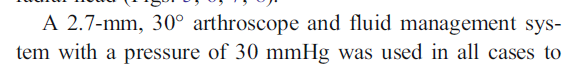 A 2.7-mm, 30° arthroscope and fluid management sys-
tem with a pressure of 30 mmHg was used in all cases to